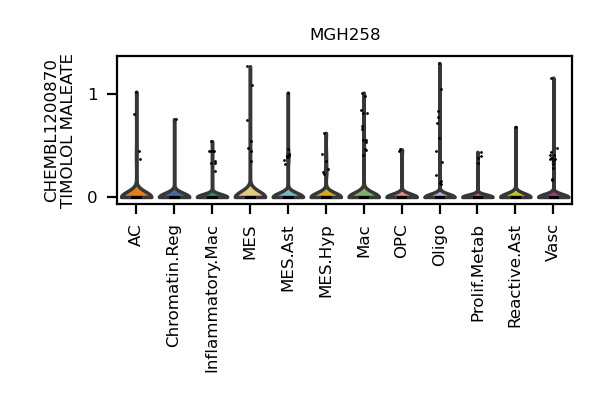 MGH258
CHEMBL1200870
TIMOLOL MALEATE
1
0
AC
Chromatin.Reg
Inflammatory.Mac
MES
MES.Ast
MES.Hyp
Mac
OPC
Oligo
Prolif.Metab
Reactive.Ast
Vasc